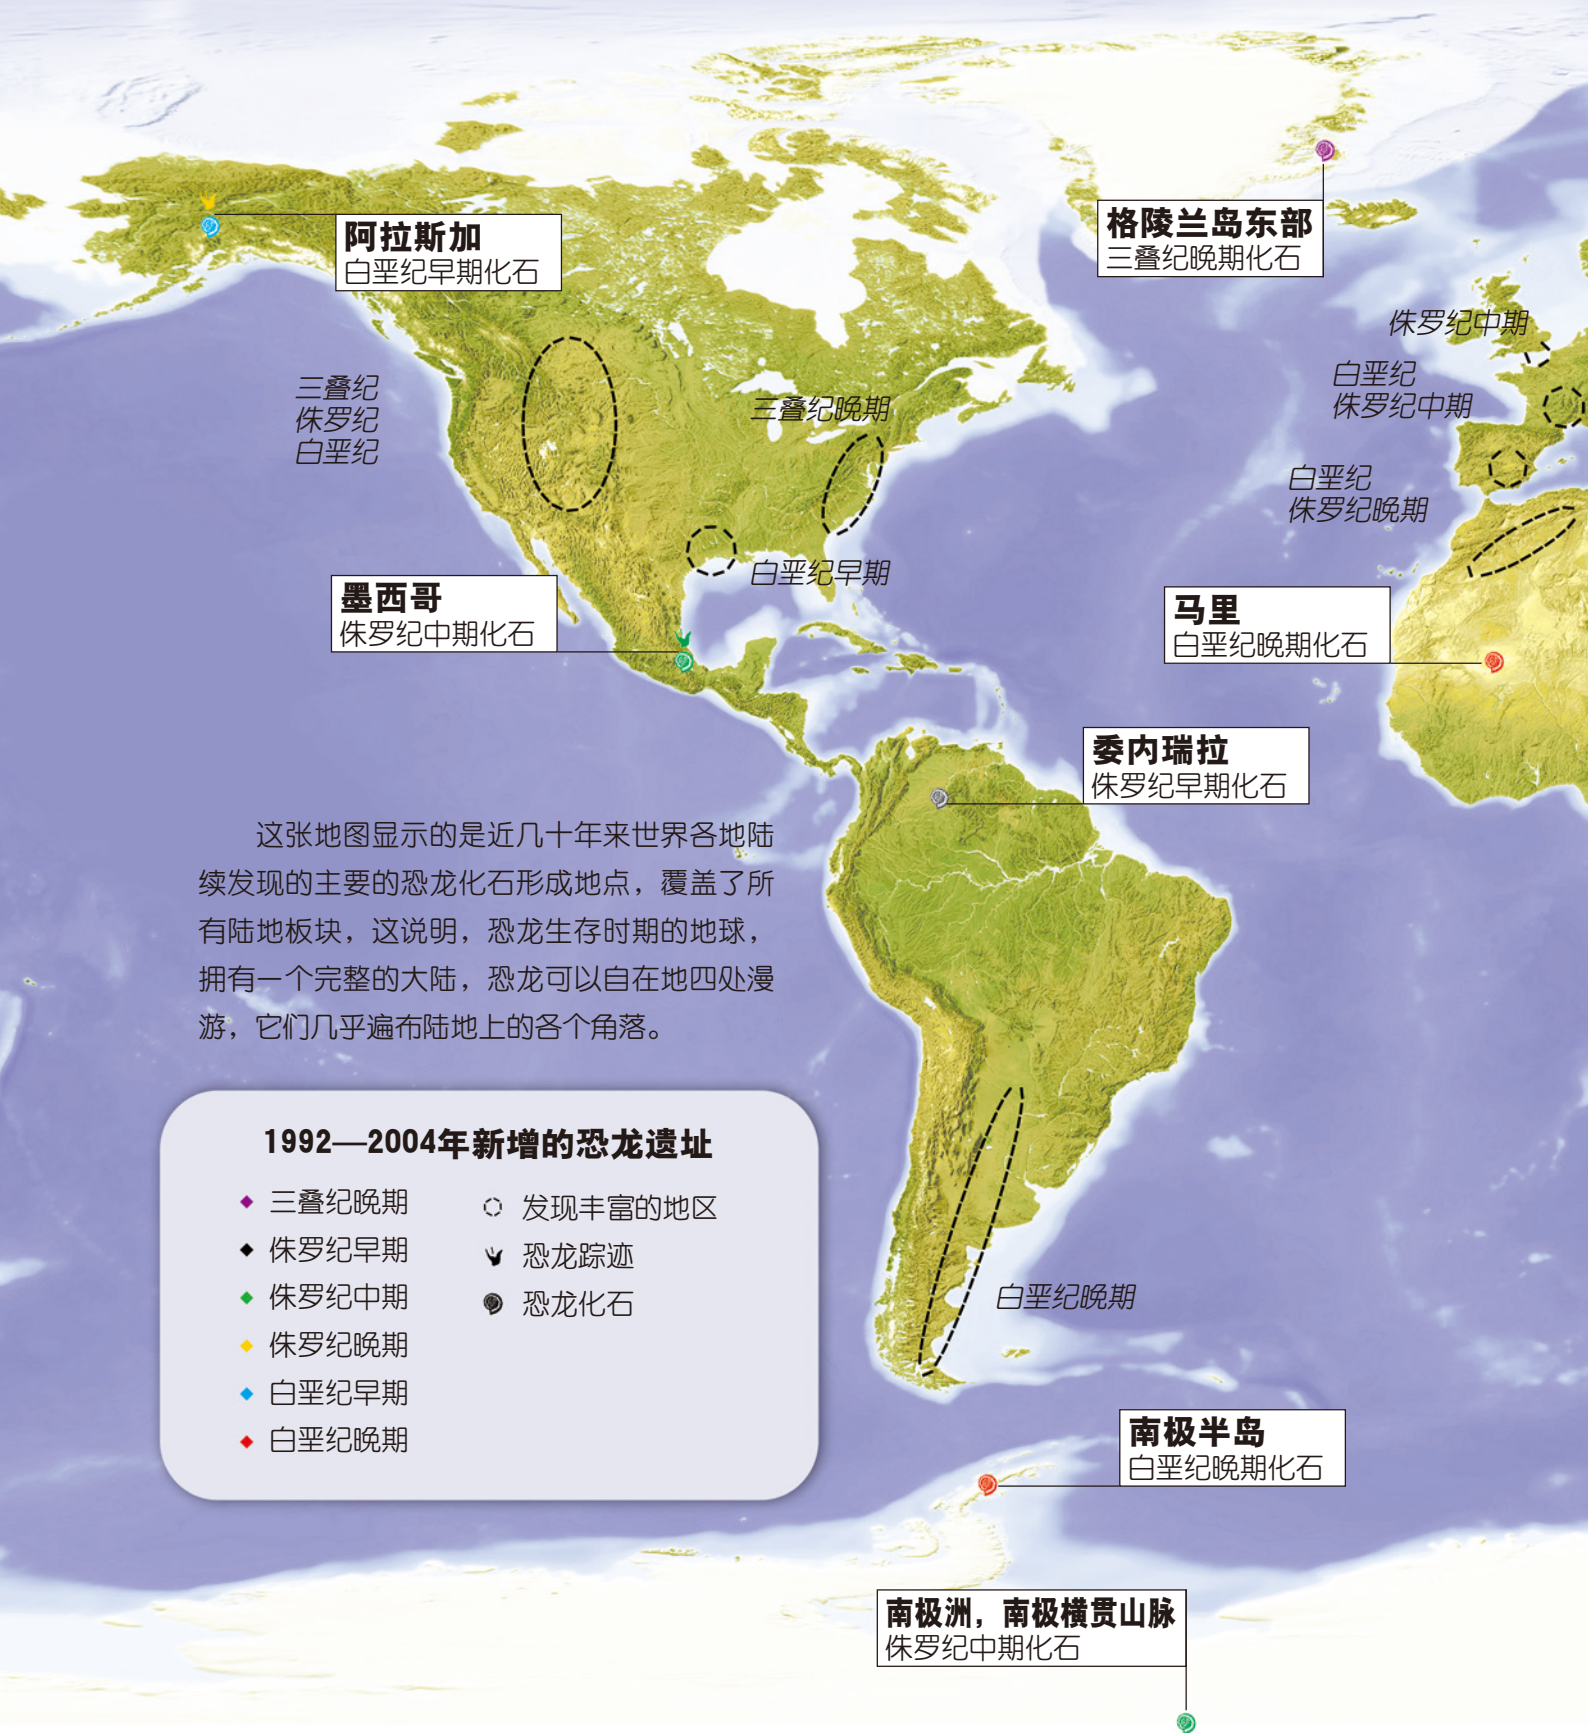 阿拉斯加
白垩纪早期化石
格陵兰岛东部
三叠纪晚期化石
侏罗纪中期
白垩纪
侏罗纪中期
三叠纪
侏罗纪
白垩纪
三叠纪晚期
白垩纪
侏罗纪晚期
白垩纪早期
墨西哥
侏罗纪中期化石
马里
白垩纪晚期化石
委内瑞拉
侏罗纪早期化石
这张地图显示的是近几十年来世界各地陆
续发现的主要的恐龙化石形成地点，覆盖了所
有陆地板块，这说明，恐龙生存时期的地球，
拥有一个完整的大陆，恐龙可以自在地四处漫
游，它们几乎遍布陆地上的各个角落。
1992—2004年新增的恐龙遗址
三叠纪晚期
侏罗纪早期
侏罗纪中期
侏罗纪晚期
白垩纪早期
白垩纪晚期
发现丰富的地区
恐龙踪迹
恐龙化石
白垩纪晚期
南极半岛
白垩纪晚期化石
南极洲，南极横贯山脉
侏罗纪中期化石